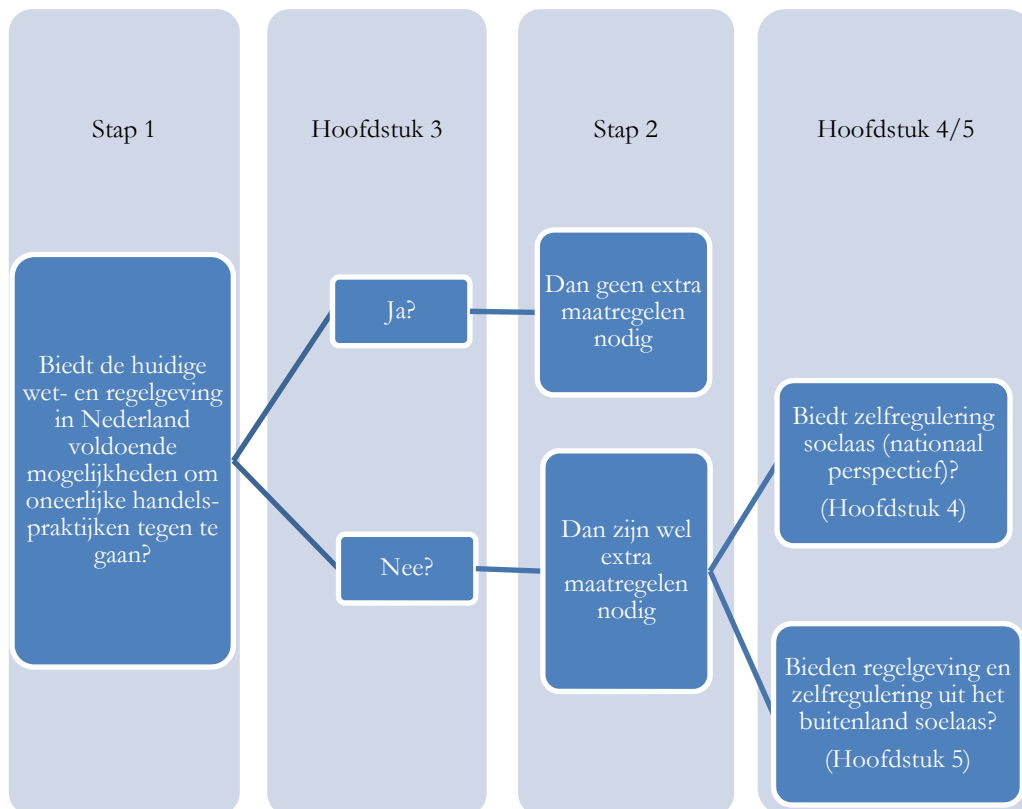 Stap 1
Hoofdstuk 3
Stap 2
Hoofdstuk 4/5
Biedt de huidige
wet- en regelgeving
in Nederland
voldoende
mogelijkheden om
oneerlijke handels-
praktijken tegen te
gaan?
Ja?
Nee?
Dan geen extra
maatregelen
nodig
Dan zijn wel
extra
maatregelen
nodig
Biedt zelfregulering
soelaas (nationaal
perspectief)?
(Hoofdstuk 4)
Bieden regelgeving en
zelfregulering uit het
buitenland soelaas?
(Hoofdstuk 5)